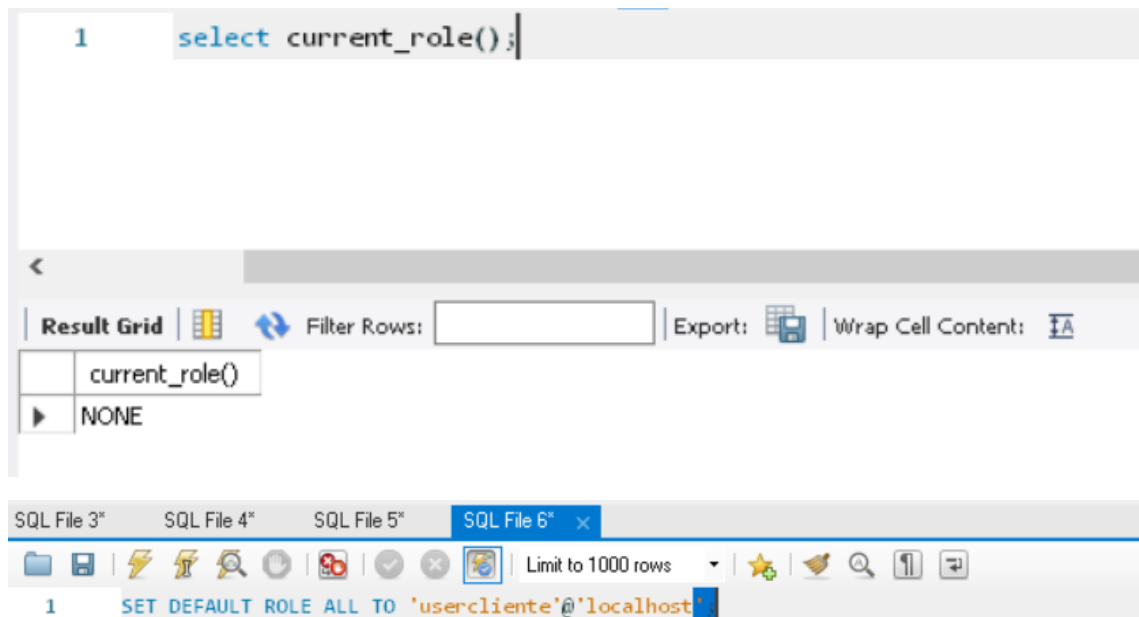 1 select current_role();
Result Grid Filter Rows: Export: Wrap Cell Content:
current_role()
NONE
SQL File 3* SQL File 4* SQL File 5* SQL File 6*
Limit to 1000 rows
1 SET DEFAULT ROLE ALL TO 'usercliente'@'localhost';